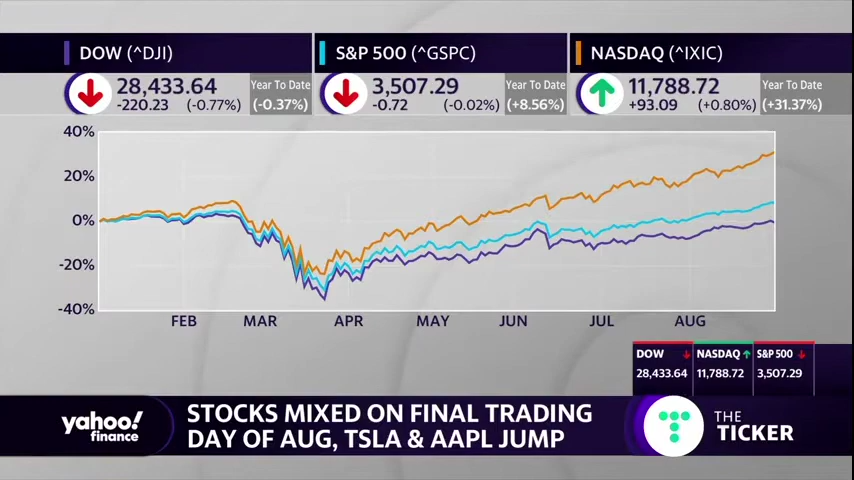 DOW (^DJI)
28,433.64
-220.23 (-0.77%)
Year To Date
(-0.37%)
S&P 500 (^GSPC)
3,507.29
-0.72 (-0.02%)
Year To Date
(+8.56%)
NASDAQ (^IXIC)
11,788.72
+93.09 (+0.80%)
Year To Date
(+31.37%)
40%
20%
0%
-20%
-40%
FEB MAR APR MAY JUN JUL AUG
DOW NASDAQ S&P 500
28,433.64 11,788.72 3,507.29
yahoo!
finance
STOCKS MIXED ON FINAL TRADING
DAY OF AUG, TSLA & AAPL JUMP
THE
TICKER